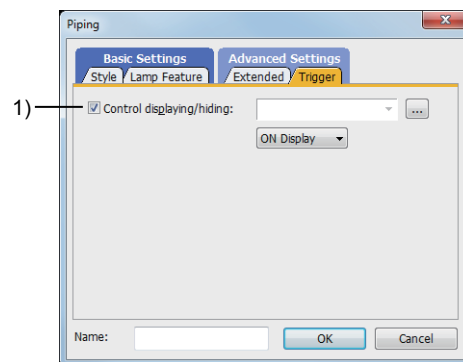 Piping
Basic Settings Advanced Settings
Style Lamp Feature Extended Trigger
1) Control displaying/hiding: ...
ON Display
Name: OK Cancel